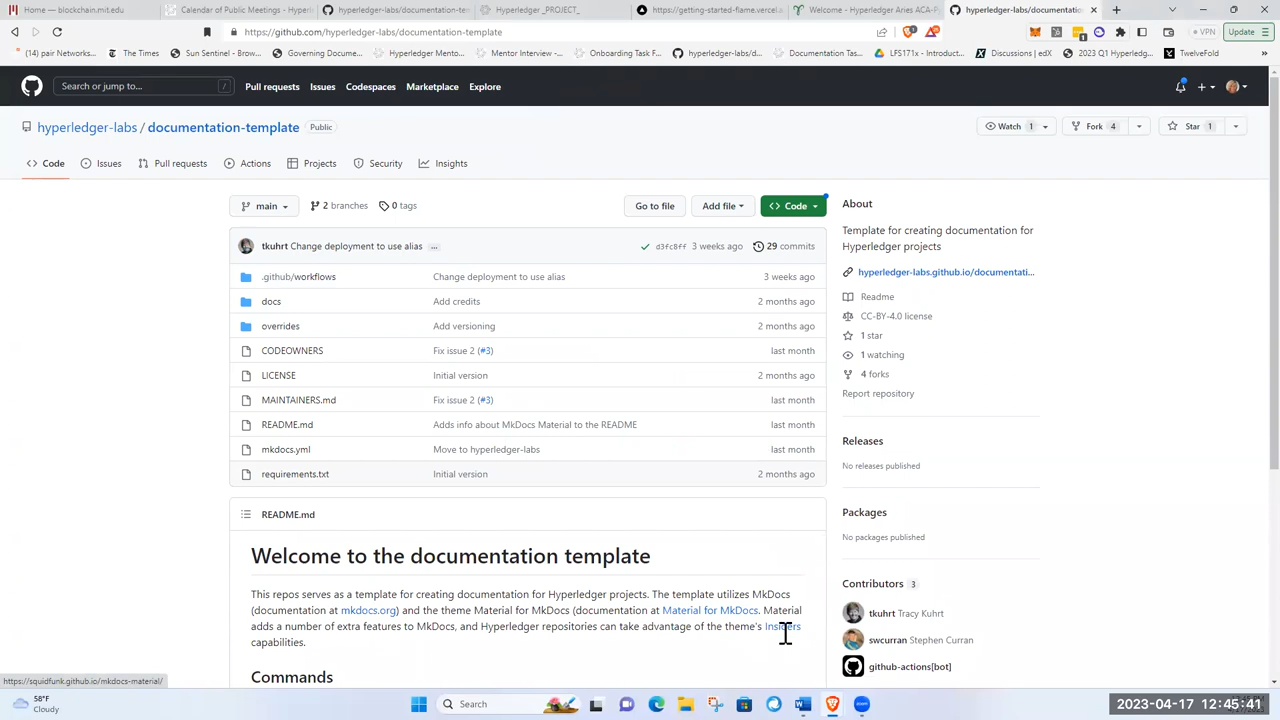 Home — blockchain.mit.edu
Calendar of Public Meetings - Hyperl
hyperledger-labs/documentation-ten
Hyperledger _PROJECT_
https://getting-started-flame.vercel.a
Welcome - Hyperledger Aries ACA-Py
hyperledger-labs/documentati
https://github.com/hyperledger-labs/documentation-template
VPN
Update
(14) pair Networks...
The Times
Sun Sentinel - Brow...
Governing Docume...
Hyperledger Mento...
Mentor Interview -...
Onboarding Task F...
hyperledger-labs/d...
Documentation Tas...
LFS171x - Introduct...
Discussions | edX
2023 Q1 Hyperledg...
TwelveFold
Search or jump to...
/
Pull requests
Issues
Codespaces
Marketplace
Explore
hyperledger-labs / documentation-template
Public
Watch 1
Fork 4
Star 1
Code
Issues
Pull requests
Actions
Projects
Security
Insights
main
2 branches
0 tags
Go to file
Add file
Code
tkuhrt Change deployment to use alias ...
d3fc8ff 3 weeks ago
29 commits
.github/workflows Change deployment to use alias 3 weeks ago
docs Add credits 2 months ago
overrides Add versioning 2 months ago
CODEOWNERS Fix issue 2 (#3) last month
LICENSE Initial version 2 months ago
MAINTAINERS.md Fix issue 2 (#3) last month
README.md Adds info about MkDocs Material to the README last month
mkdocs.yml Move to hyperledger-labs last month
requirements.txt Initial version 2 months ago
README.md
Welcome to the documentation template
This repos serves as a template for creating documentation for Hyperledger projects. The template utilizes MkDocs
(documentation at mkdocs.org) and the theme Material for MkDocs (documentation at Material for MkDocs. Material
adds a number of extra features to MkDocs, and Hyperledger repositories can take advantage of the theme's Insiders
capabilities.
Commands
About
Template for creating documentation for
Hyperledger projects
hyperledger-labs.github.io/documentati...
Readme
CC-BY-4.0 license
1 star
1 watching
4 forks
Report repository
Releases
No releases published
Packages
No packages published
Contributors 3
tkuhrt Tracy Kuhrt
swcurran Stephen Curran
github-actions[bot]
https://squidfunk.github.io/mkdocs-material/
58°F
Cloudy
Search
zoom
2023-04-17 12:45:41